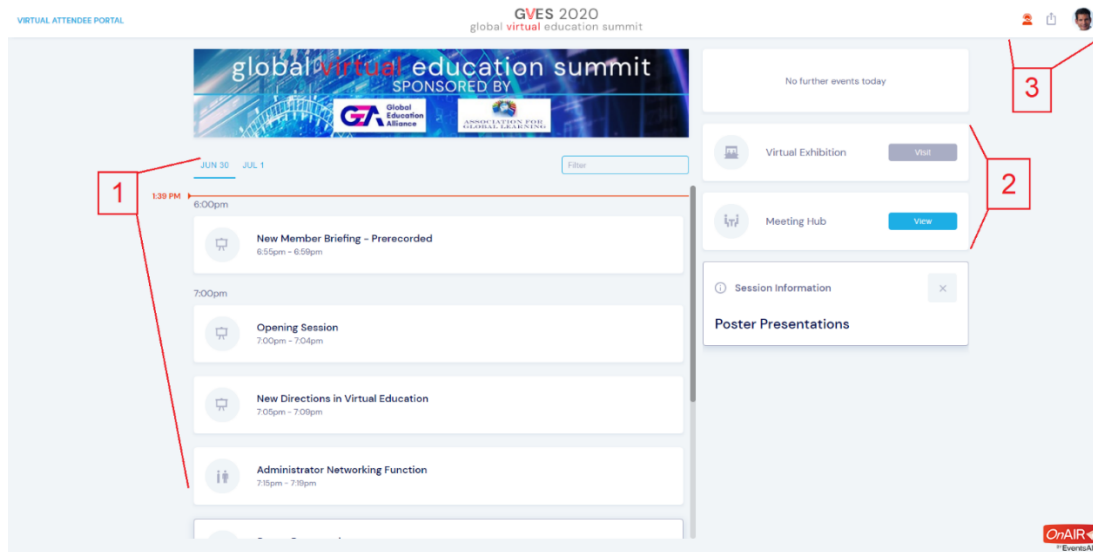 VIRTUAL ATTENDEE PORTAL
GVES 2020
global virtual education summit
global virtual education summit
SPONSORED BY
GEA Global
Education
Alliance
ASSOCIATION FOR
GLOBAL LEARNING
No further events today
3
Virtual Exhibition
Visit
2
Meeting Hub
View
JUN 30
JUL 1
Filter
1
1:39 PM
6:00pm
New Member Briefing - Prerecorded
6:55pm - 6:59pm
7:00pm
Opening Session
7:00pm - 7:04pm
New Directions in Virtual Education
7:05pm - 7:09pm
Administrator Networking Function
7:15pm - 7:19pm
Session Information
Poster Presentations
OnAIR
BY EventsAI